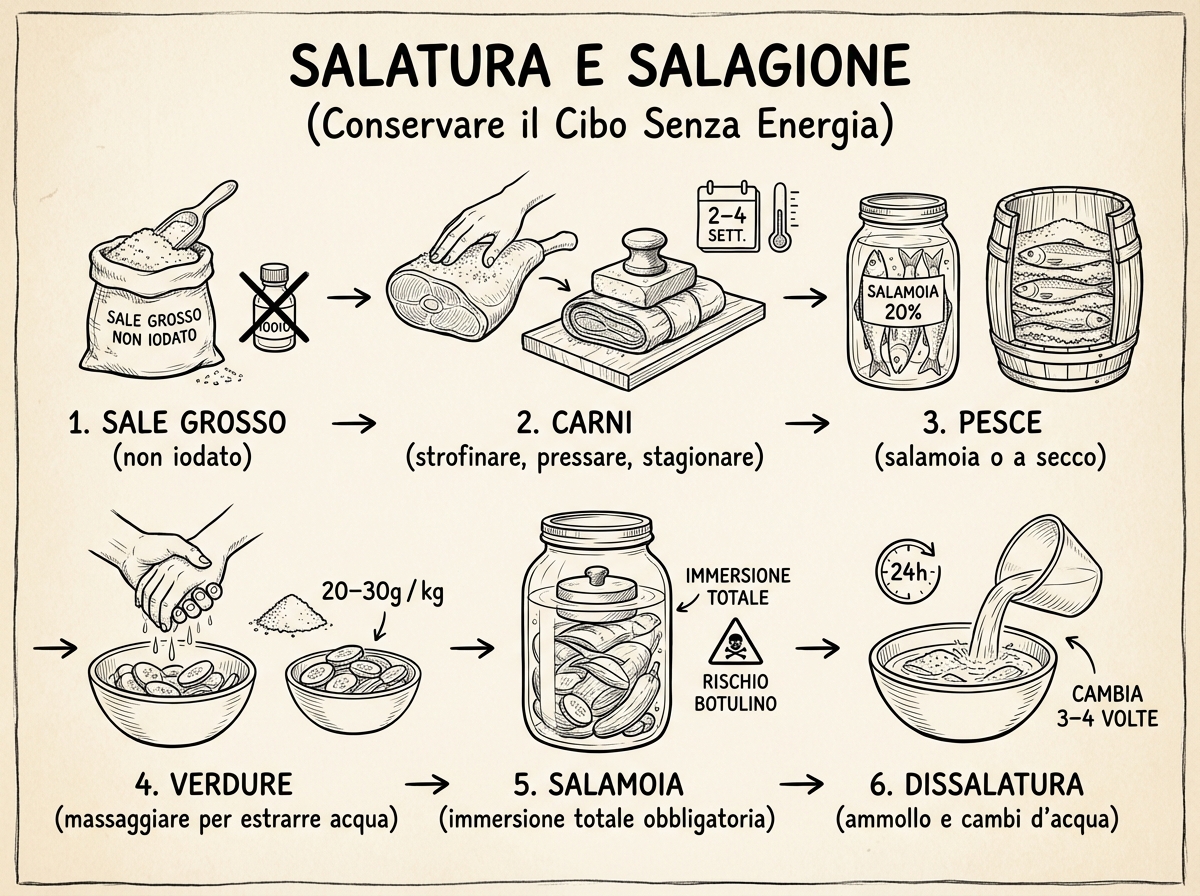 SALATURA E SALAGIONE
(Conservare il Cibo Senza Energia)
SALE GROSSO
NON IODATO
IODIO
2–4
SETT.
SALAMOIA
20%
1. SALE GROSSO
(non iodato)
2. CARNI
(strofinare, pressare, stagionare)
3. PESCE
(salamoia o a secco)
20–30g/kg
IMMERSIONE
TOTALE
RISCHIO
BOTULINO
24h
CAMBIA
3–4 VOLTE
4. VERDURE
(massaggiare per estrarre acqua)
5. SALAMOIA
(immersione totale obbligatoria)
6. DISSALATURA
(ammollo e cambi d'acqua)